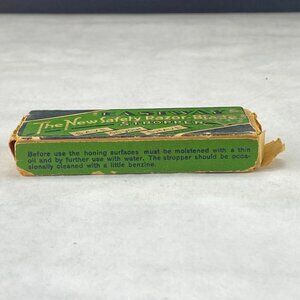 The New Safety Razor-Blade
STROPPER
Before use the honing surfaces must be moistened with a thin
oil and by further use with water. The stropper should be occa-
sionally cleaned with a little benzine.